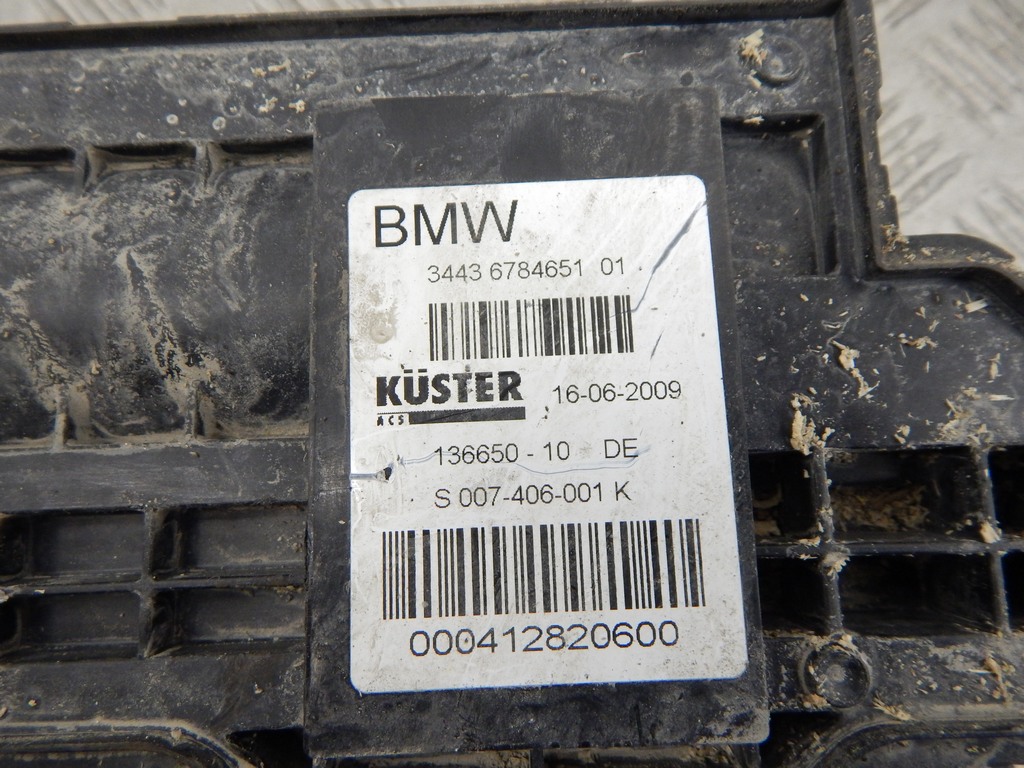 BMW
3443 6784651 01
KÜSTER
ACS
16-06-2009
136650 - 10 DE
S 007-406-001 K
000412820600